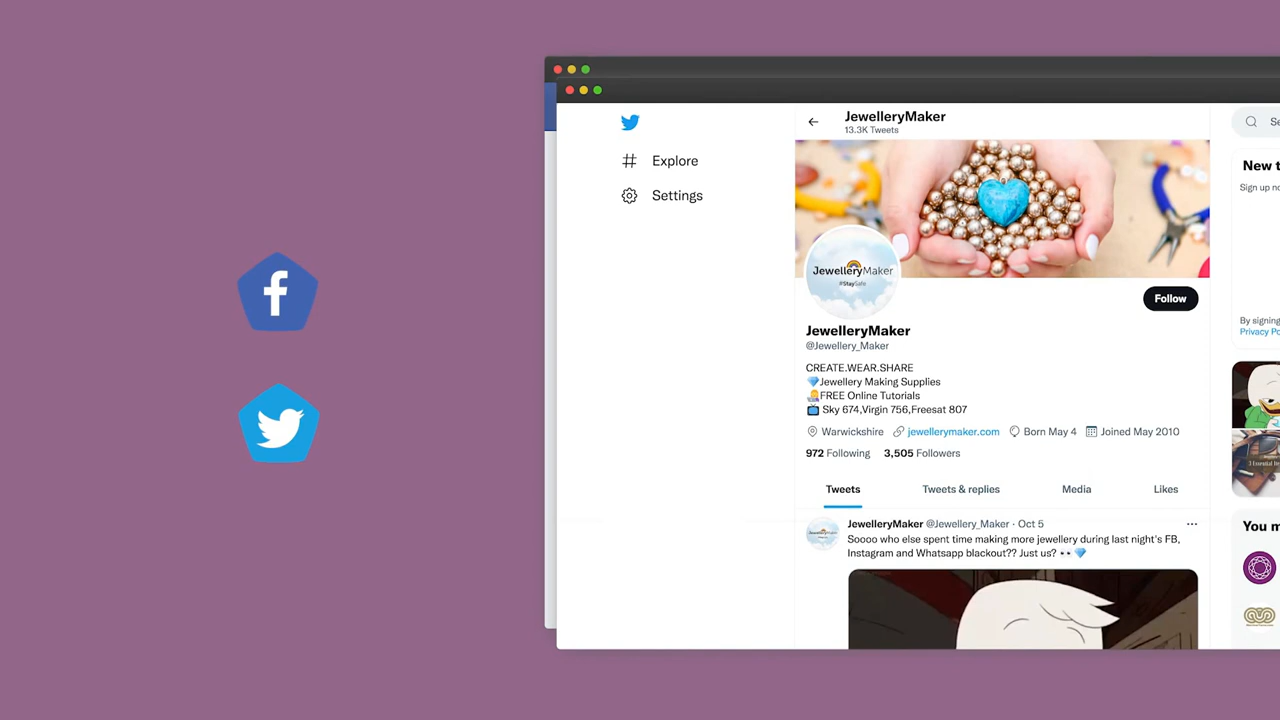 JewelleryMaker
13.3K Tweets
Explore
Settings
JewelleryMaker
#StaySafe
Follow
JewelleryMaker
@Jewellery_Maker
CREATE.WEAR.SHARE
💎Jewellery Making Supplies
👷FREE Online Tutorials
📺 Sky 674,Virgin 756,Freesat 807
Warwickshire jewellerymaker.com Born May 4 Joined May 2010
972 Following 3,505 Followers
Tweets Tweets & replies Media Likes
JewelleryMaker @Jewellery_Maker · Oct 5
Soooo who else spent time making more jewellery during last night's FB,
Instagram and Whatsapp blackout?? Just us? 👀 💎
Se
New t
Sign up no
By signing
Privacy Po
You m